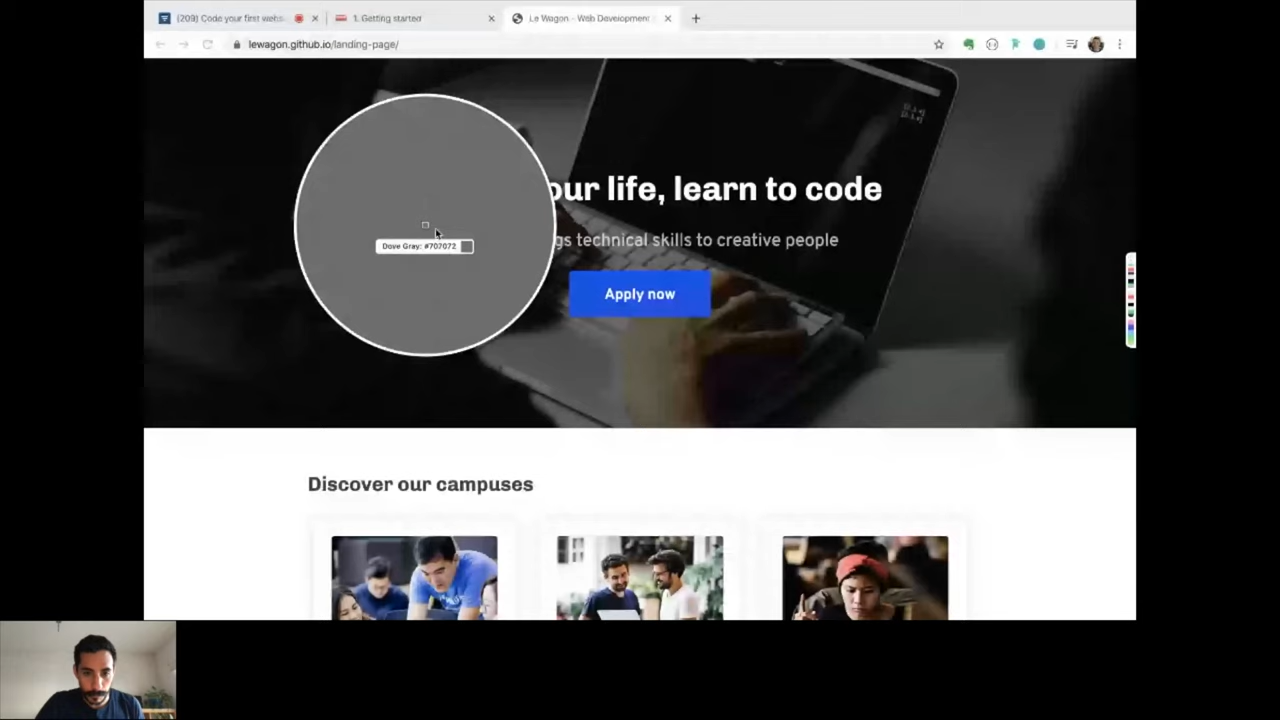 (209) Code your first webs
1. Getting started
Le Wagon - Web Development
lewagon.github.io/landing-page/
our life, learn to code
Dove Gray: #707072
gs technical skills to creative people
Apply now
Discover our campuses